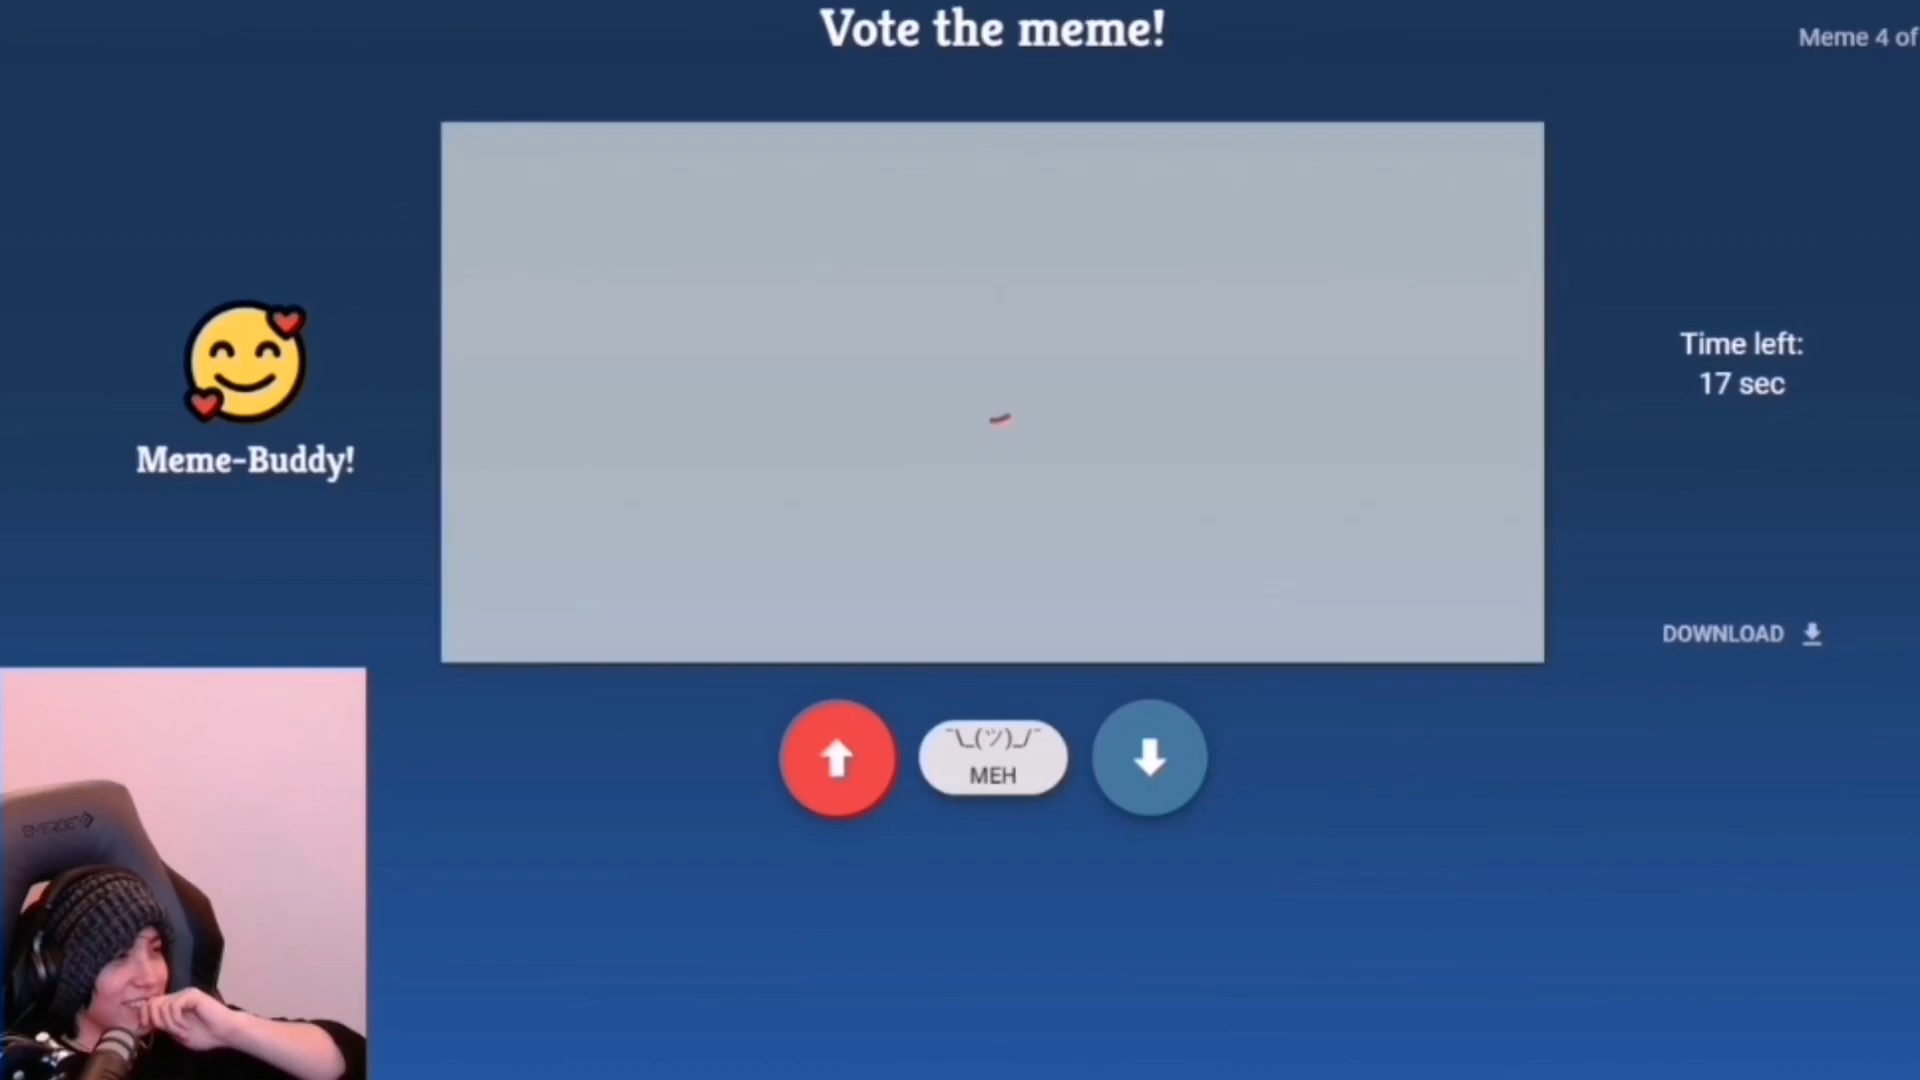 Vote the meme!
Meme 4 of
Meme-Buddy!
Time left:
17 sec
DOWNLOAD
¯\_(ツ)_/¯
MEH